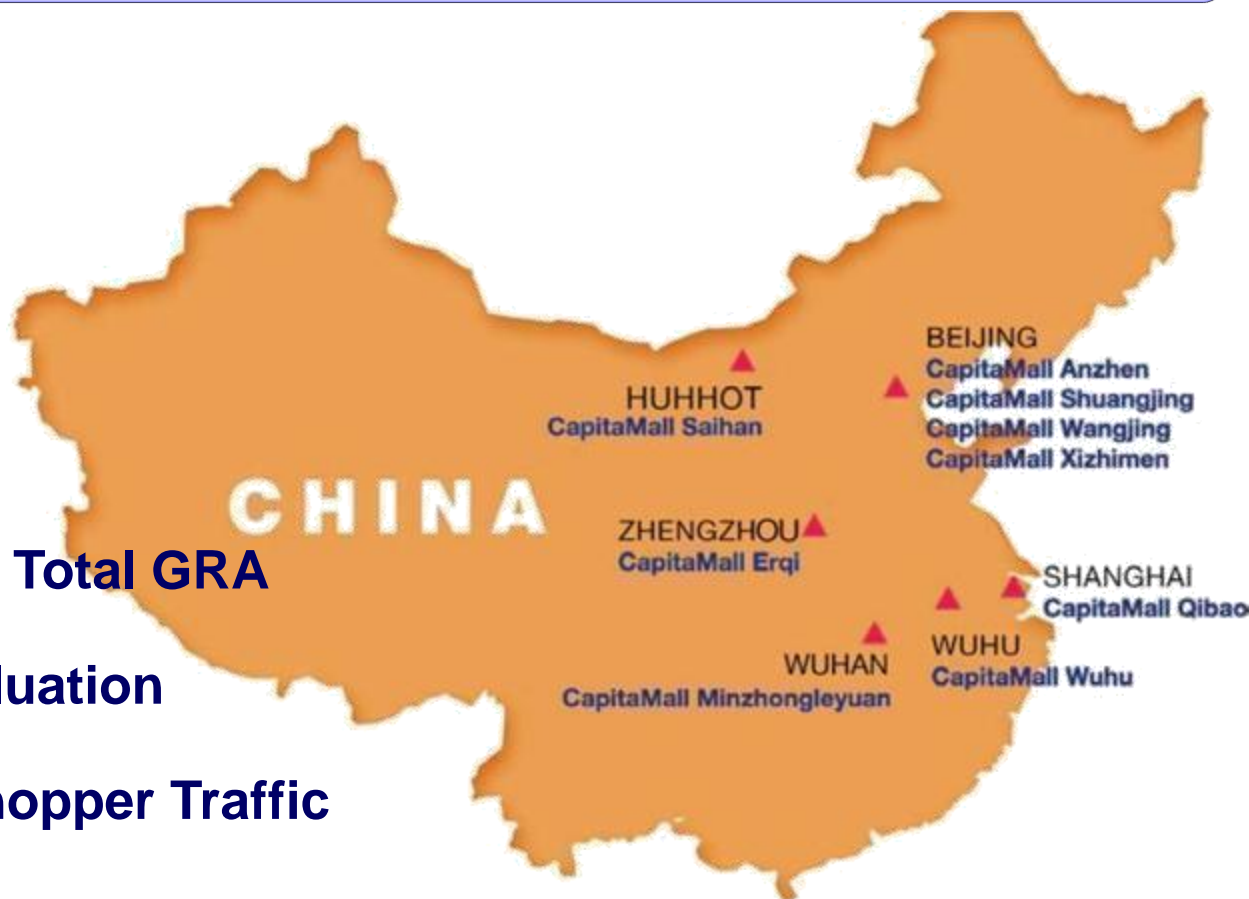 BEIJING
CapitaMall Anzhen
CapitaMall Shuangjing
CapitaMall Wangjing
CapitaMall Xizhimen
HUHHOT
CapitaMall Saihan
CHINA
ZHENGZHOU
CapitaMall Erqi
Total GRA
SHANGHAI
CapitaMall Qibao
WUHU
CapitaMall Wuhu
WUHAN
CapitaMall Minzhongleyuan
luation
hopper Traffic